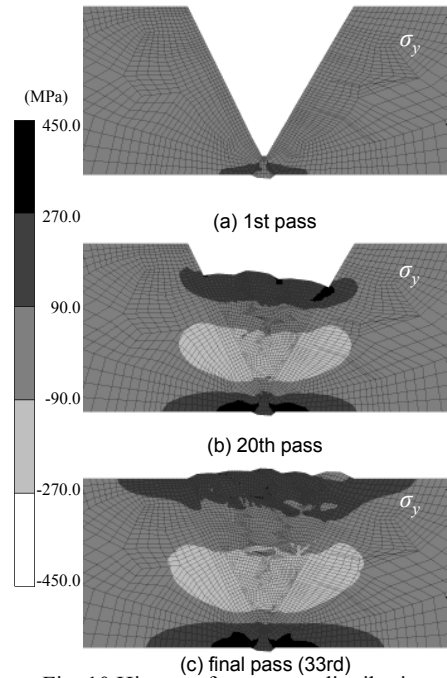 σy
(MPa)
450.0
270.0
90.0
-90.0
-270.0
-450.0
(a) 1st pass
σy
(b) 20th pass
σy
(c) final pass (33rd)